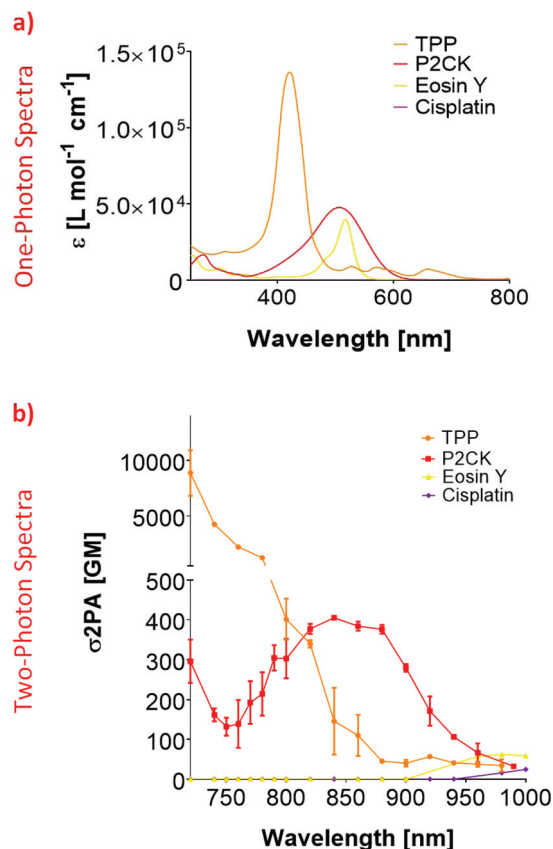 a)
One-Photon Spectra
ε [L mol⁻¹ cm⁻¹]
1.5×10⁵
1.0×10⁵
5.0×10⁴
0
TPP
P2CK
Eosin Y
Cisplatin
400 600 800
Wavelength [nm]
b)
Two-Photon Spectra
σ2PA [GM]
10000
5000
500
400
300
200
100
0
TPP
P2CK
Eosin Y
Cisplatin
750 800 850 900 950 1000
Wavelength [nm]